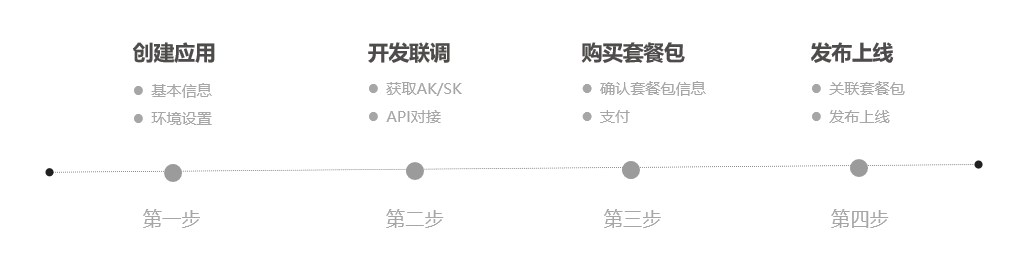 创建应用
基本信息
环境设置
开发联调
获取AK/SK
API对接
购买套餐包
确认套餐包信息
支付
发布上线
关联套餐包
发布上线
第一步
第二步
第三步
第四步